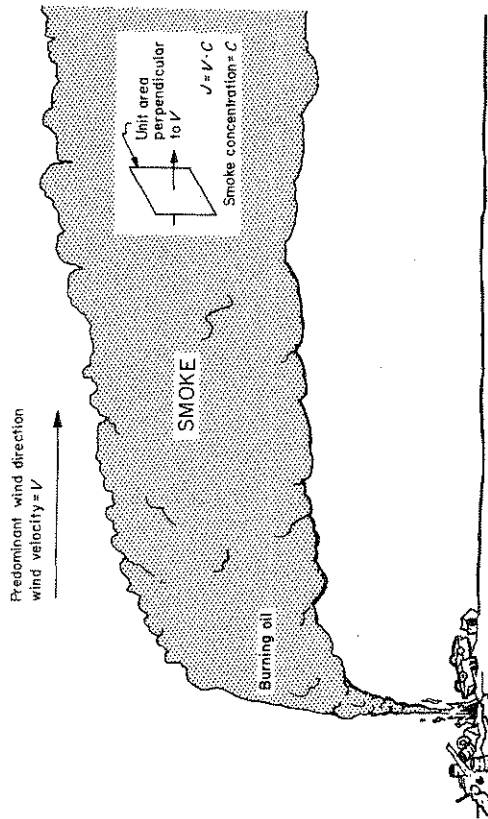 Predominant wind direction
wind velocity = V
Unit area
perpendicular
to V
J = V · C
Smoke concentration = C
SMOKE
Burning oil